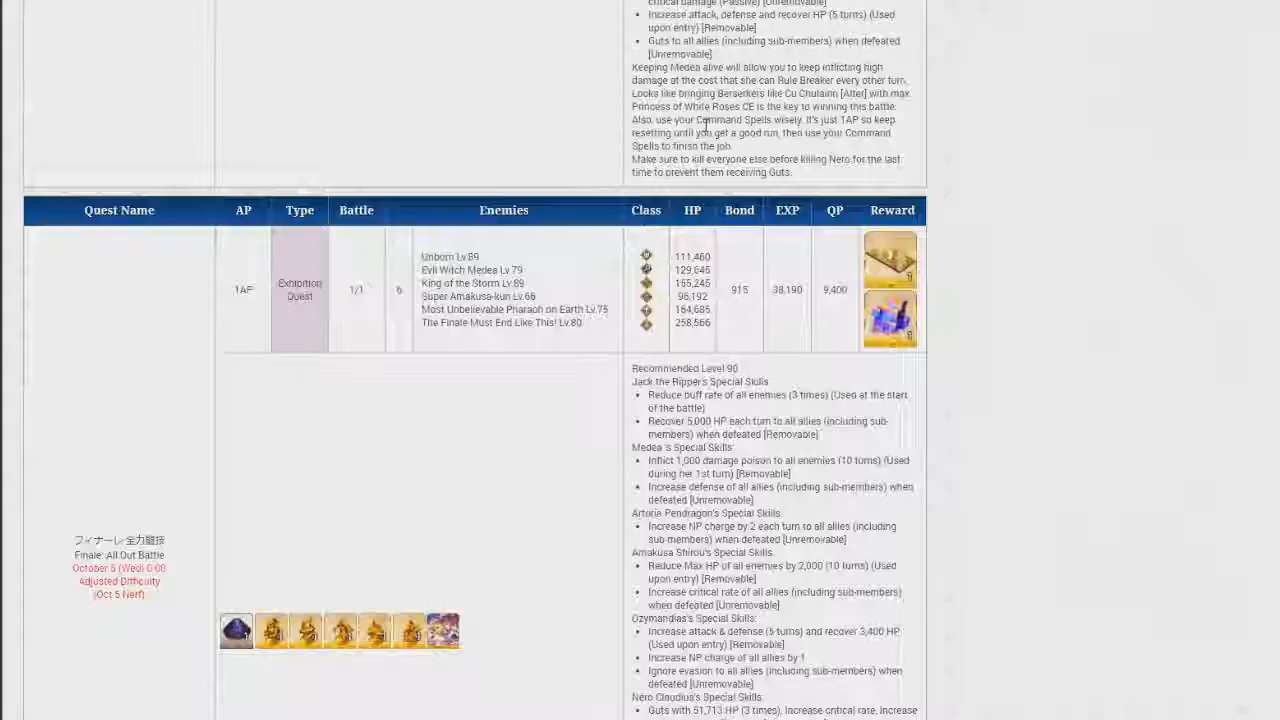 critical damage (Passive) [Unremovable]
• Increase attack, defense and recover HP (5 turns) (Used
upon entry) [Removable]
• Guts to all allies (including sub-members) when defeated
[Unremovable]
Keeping Medea alive will allow you to keep inflicting high
damage at the cost that she can Rule Breaker every other turn.
Looks like bringing Berserkers like Cu Chulainn [Alter] with max
Princess of White Roses CE is the key to winning this battle.
Also, use your Command Spells wisely. It's just 1AP so keep
resetting until you get a good run, then use your Command
Spells to finish the job.
Make sure to kill everyone else before killing Nero for the last
time to prevent them receiving Guts.
Quest Name AP Type Battle Enemies Class HP Bond EXP QP Reward
フィナーレ 全力闘技
Finale: All Out Battle
October 5 (Wed) 0:00
Adjusted Difficulty
(Oct 5 Nerf)
1AP
Exhibition
Quest
1/1
6
Unborn Lv.89
Evil Witch Medea Lv.79
King of the Storm Lv.89
Super Amakusa-kun Lv.66
Most Unbelievable Pharaoh on Earth Lv.75
The Finale Must End Like This! Lv.80
111,460
129,645
155,245
96,192
164,685
258,566
915
38,190
9,400
Recommended Level 90
Jack the Ripper's Special Skills
• Reduce buff rate of all enemies (3 times) (Used at the start
of the battle)
• Recover 5,000 HP each turn to all allies (including sub-
members) when defeated [Removable]
Medea 's Special Skills:
• Inflict 1,000 damage poison to all enemies (10 turns) (Used
during her 1st turn) [Removable]
• Increase defense of all allies (including sub-members) when
defeated [Unremovable]
Artoria Pendragon's Special Skills:
• Increase NP charge by 2 each turn to all allies (including
sub-members) when defeated [Unremovable]
Amakusa Shirou's Special Skills:
• Reduce Max HP of all enemies by 2,000 (10 turns) (Used
upon entry) [Removable]
• Increase critical rate of all allies (including sub-members)
when defeated [Unremovable]
Ozymandias's Special Skills:
• Increase attack & defense (5 turns) and recover 3,400 HP
(Used upon entry) [Removable]
• Increase NP charge of all allies by 1
• Ignore evasion to all allies (including sub-members) when
defeated [Unremovable]
Nero Claudius's Special Skills:
• Guts with 51,713 HP (3 times), Increase critical rate, Increase